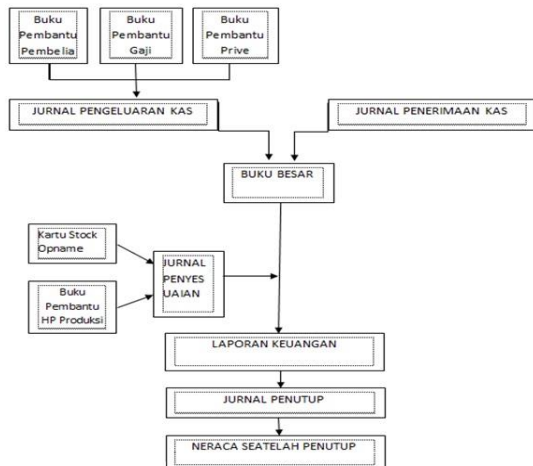 Buku
Pembantu
Pembelia
Buku
Pembantu
Gaji
Buku
Pembantu
Prive
JURNAL PENGELUARAN KAS
JURNAL PENERIMAAN KAS
BUKU BESAR
Kartu Stock
Opname
JURNAL
PENYES
UAIAN
Buku
Pembantu
HP Produksi
LAPORAN KEUANGAN
JURNAL PENUTUP
NERACA SEATELAH PENUTUP